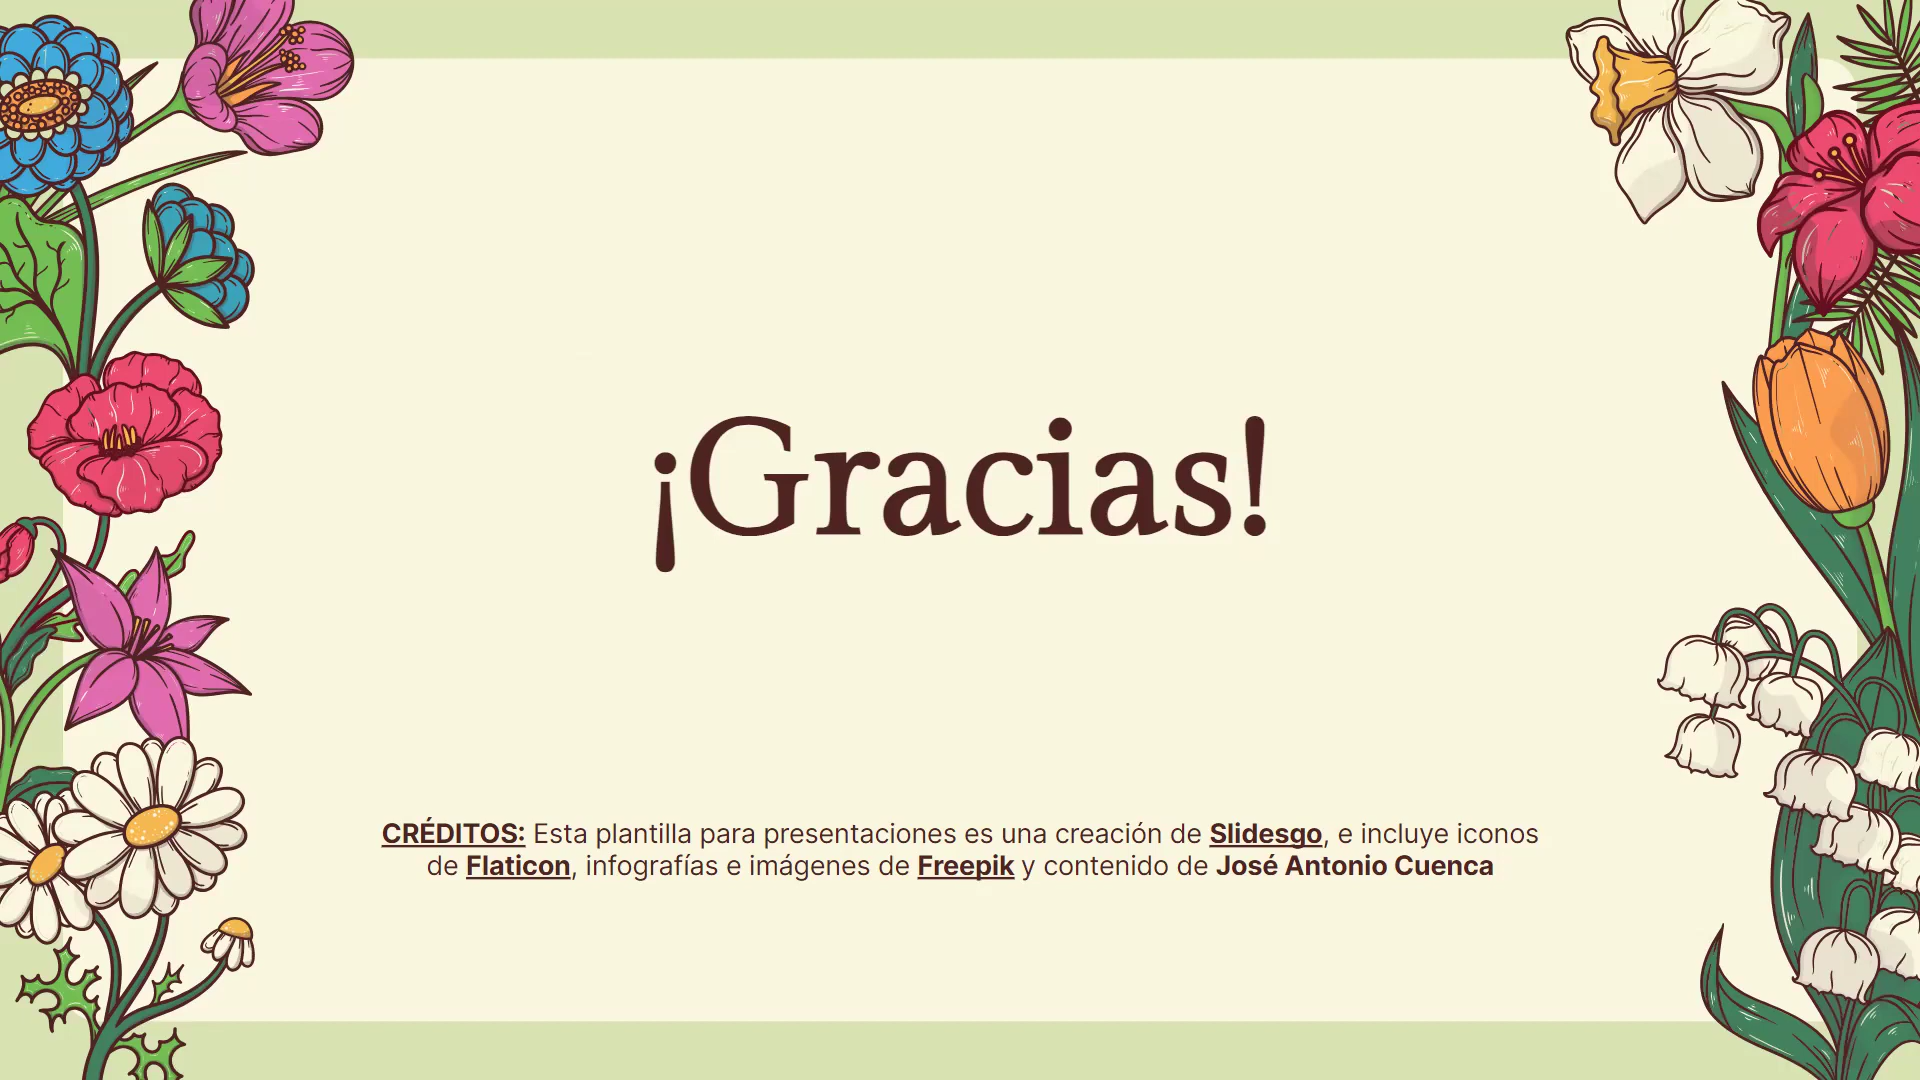 ¡Gracias!
CRÉDITOS: Esta plantilla para presentaciones es una creación de Slidesgo, e incluye iconos
de Flaticon, infografías e imágenes de Freepik y contenido de José Antonio Cuenca